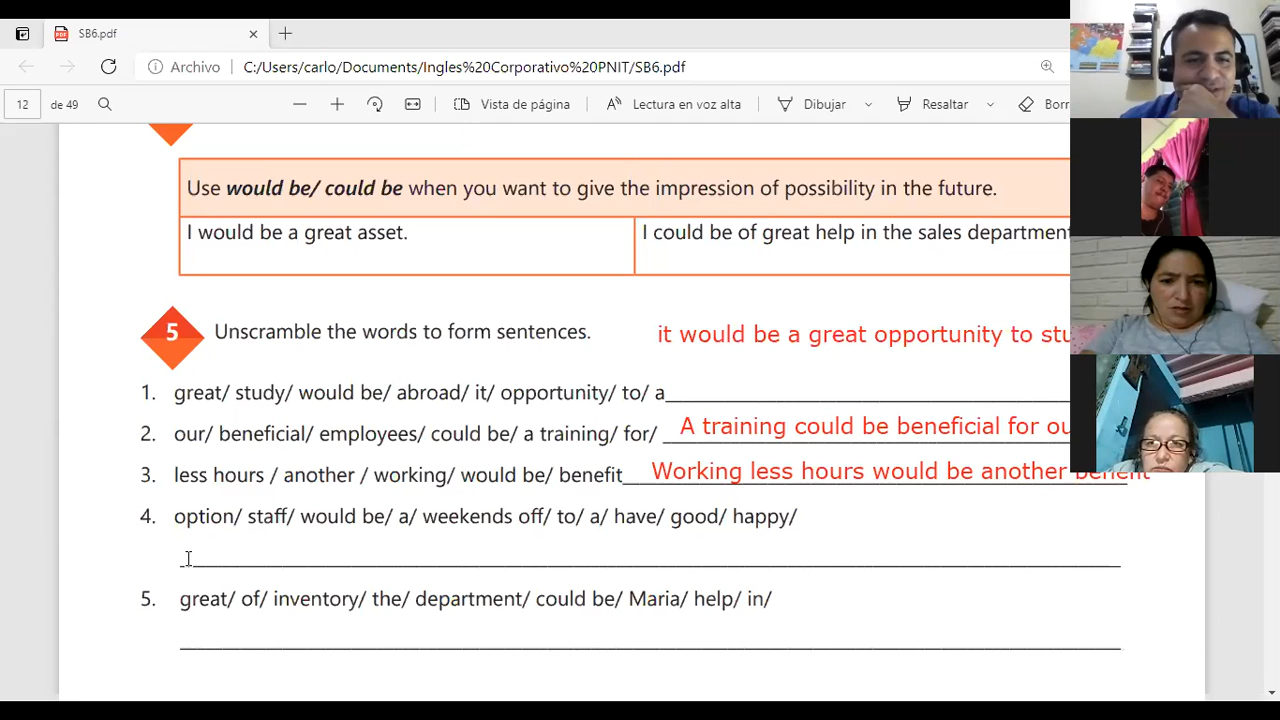 SB6.pdf
Archivo
C:/Users/carlo/Documents
20Corporativo%20PNIT/SB6.pdf
12
de 49
Vista de página
Lectura en voz alta
Dibujar
Resaltar
Use would be/ could be when you want to give the impression of possibility in the future.
I would be a great asset.
I could be of great help in the sales department
5
Unscramble the words to form sentences.
it would be a great opportunity to
1. great/ study/ would be/ abroad/ it/ opportunity/ to/ a
2. our/ beneficial/ employees/ could be/ a training/ for/
A training could be beneficial for
3. less hours / another / working/ would be/ benefit
Working less hours would be another benefit
4. option/ staff/ would be/ a/ weekends off/ to/ a/ have/ good/ happy/
5. great/ of/ inventory/ the/ department/ could be/ Maria/ help/ in/